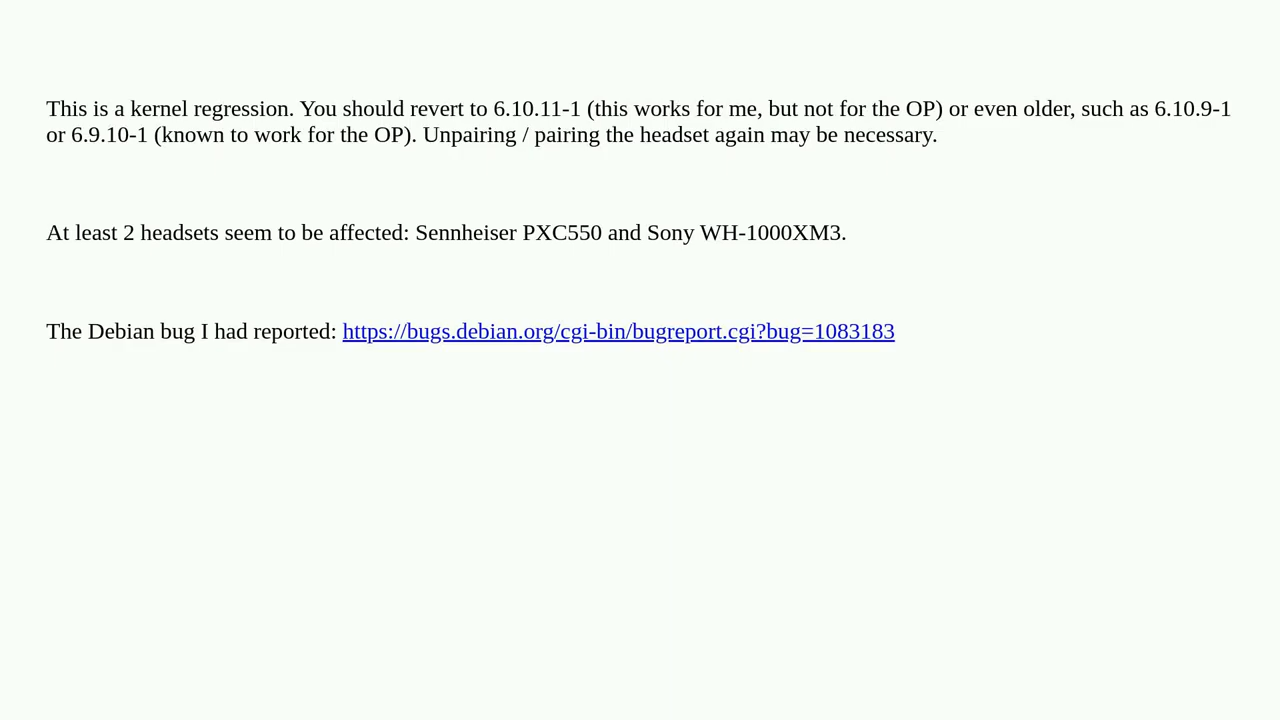 This is a kernel regression. You should revert to 6.10.11-1 (this works for me, but not for the OP) or even older, such as 6.10.9-1
or 6.9.10-1 (known to work for the OP). Unpairing / pairing the headset again may be necessary.
At least 2 headsets seem to be affected: Sennheiser PXC550 and Sony WH-1000XM3.
The Debian bug I had reported: https://bugs.debian.org/cgi-bin/bugreport.cgi?bug=1083183